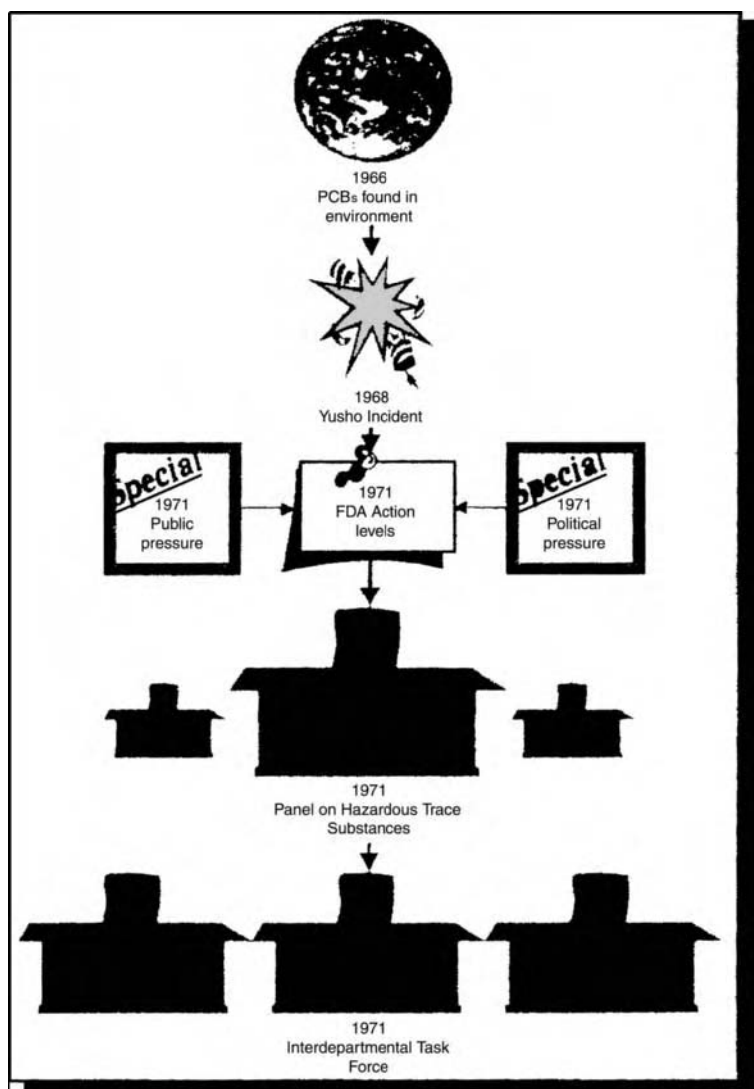 1966
PCBs found in
environment
1968
Yusho Incident
Special
1971
Public
pressure
1971
FDA Action
levels
Special
1971
Political
pressure
1971
Panel on Hazardous Trace
Substances
1971
Interdepartmental Task
Force